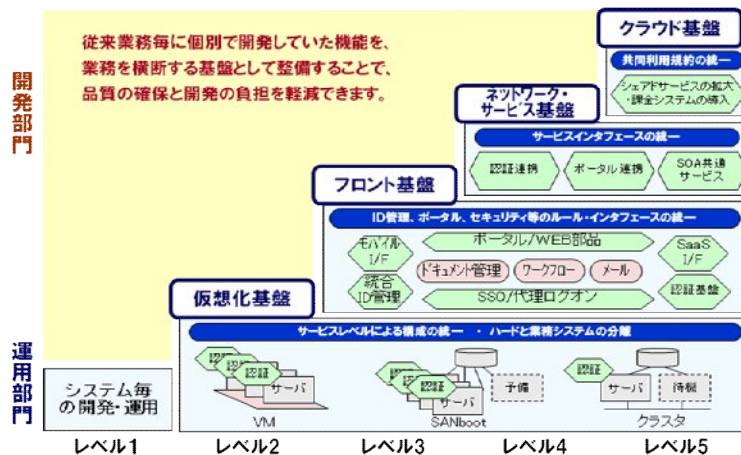 クラウド基盤
従来業務毎に個別で開発していた機能を、
業務を横断する基盤として整備することで、
品質の確保と開発の負担を軽減できます。
共同利用規約の統一
シェアドサービスの拡大
・課金システムの導入
開発部門
ネットワーク・
サービス基盤
サービスインタフェースの統一
認証連携
ポータル連携
SOA共通
サービス
フロント基盤
ID管理、ポータル、セキュリティ等のルール・インタフェースの統一
モバイル
I/F
ポータル/WEB部品
SaaS
I/F
ドキュメント管理
ワークフロー
メール
統合
ID管理
SSO/代理ログオン
認証基盤
仮想化基盤
サービスレベルによる構成の統一 ・ ハードと業務システムの分離
運用部門
システム毎
の開発・運用
認証
認証
認証
サーバ
VM
認証
認証
認証
サーバ
予備
SANboot
認証
サーバ
待機
クラスタ
レベル1
レベル2
レベル3
レベル4
レベル5